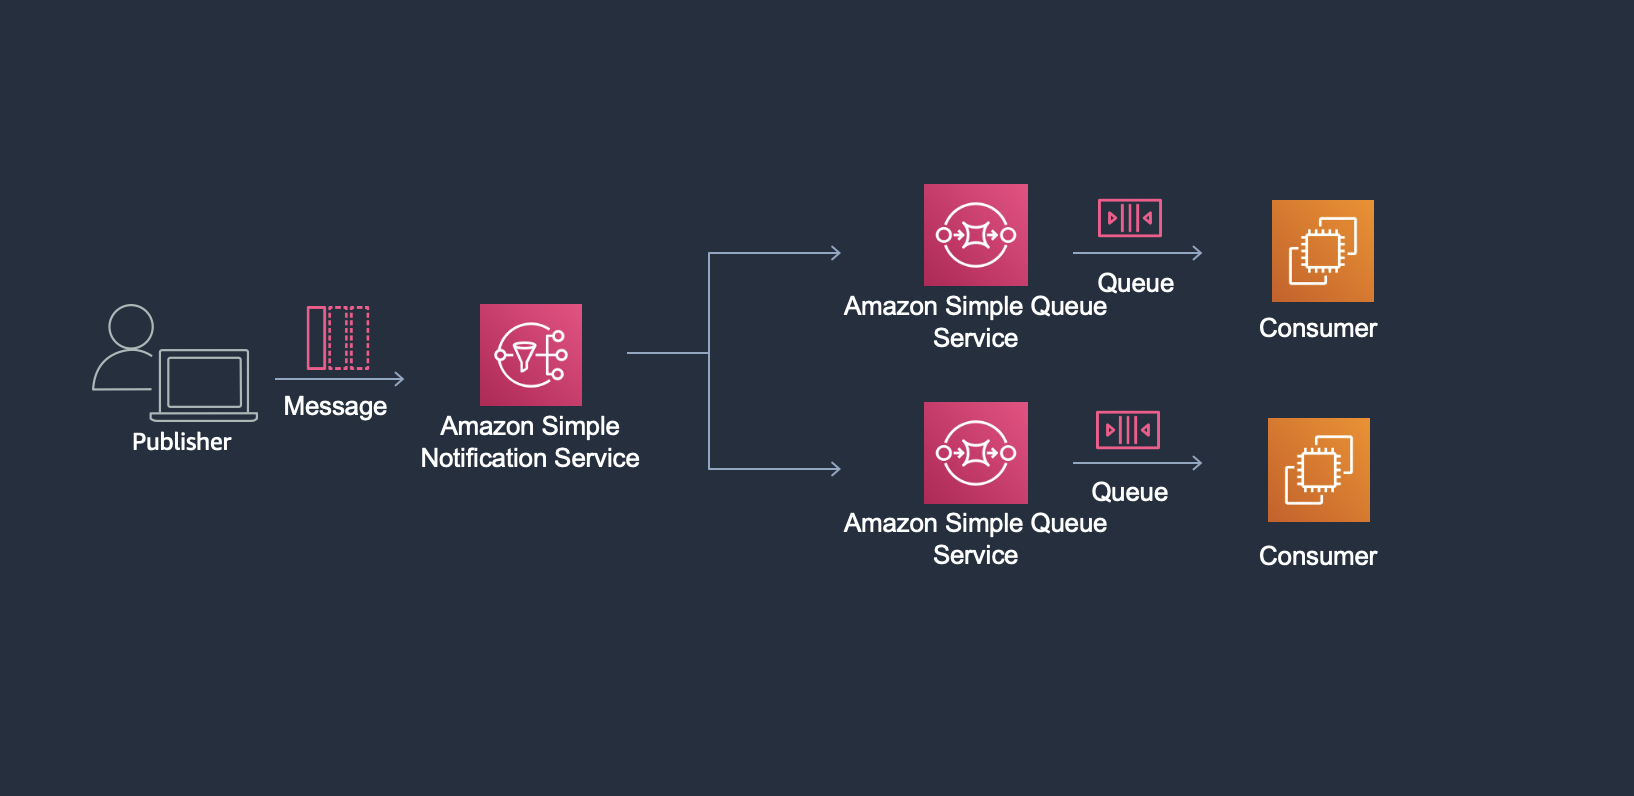 Publisher
Message
Amazon Simple
Notification Service
Amazon Simple Queue
Service
Queue
Consumer
Amazon Simple Queue
Service
Queue
Consumer